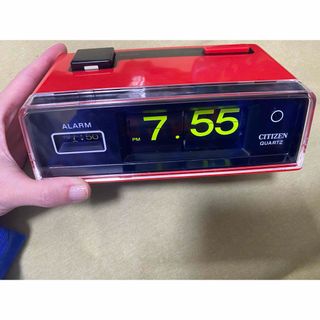 ALARM
PM 7.55
CITIZEN
QUARTZ